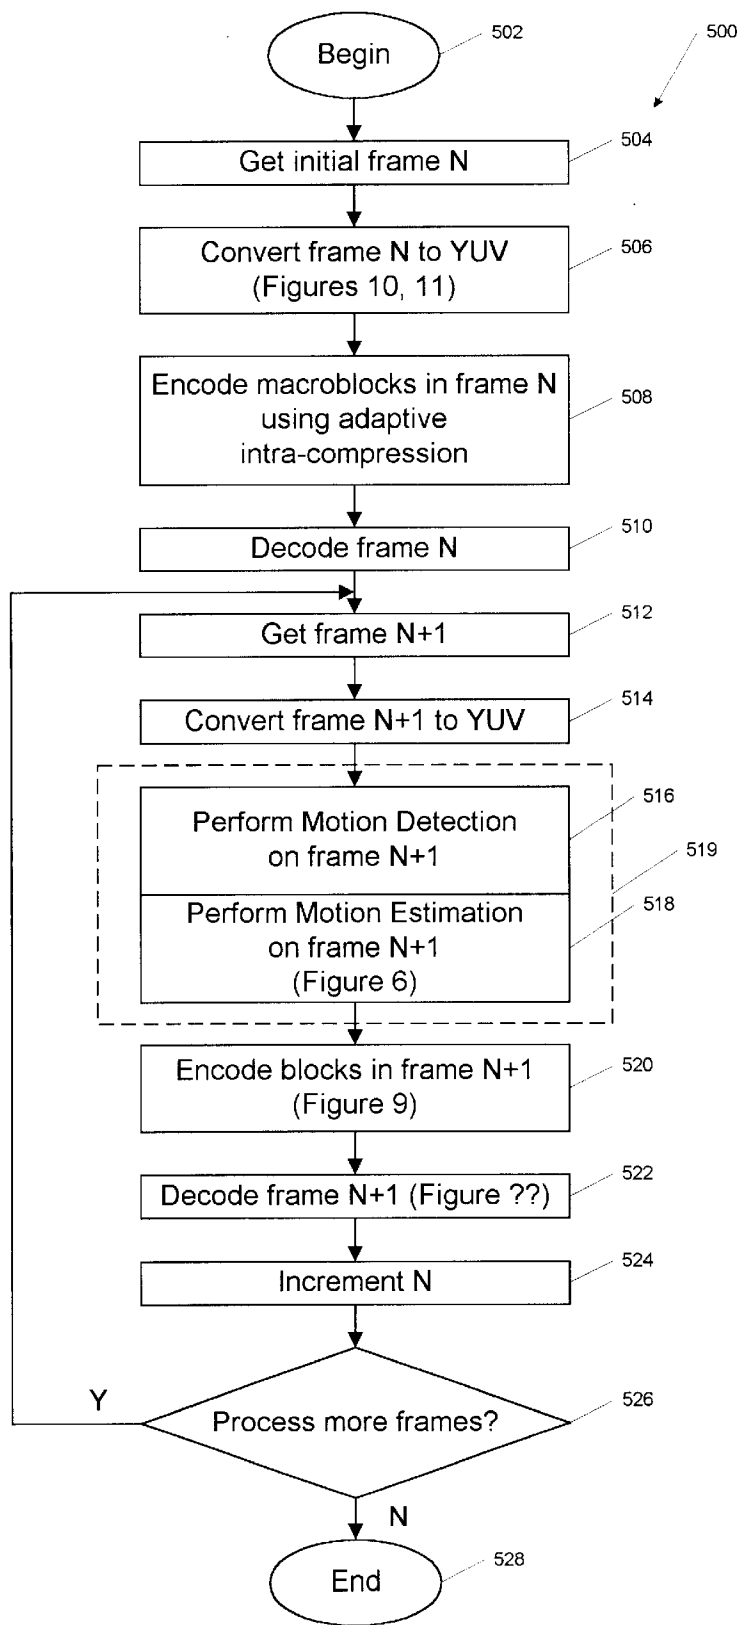 Begin
502
500
Get initial frame N
504
Convert frame N to YUV
(Figures 10, 11)
506
Encode macroblocks in frame N
using adaptive
intra-compression
508
Decode frame N
510
Get frame N+1
512
Convert frame N+1 to YUV
514
Perform Motion Detection
on frame N+1
516
519
Perform Motion Estimation
on frame N+1
(Figure 6)
518
Encode blocks in frame N+1
(Figure 9)
520
Decode frame N+1 (Figure ??)
522
Increment N
524
Y
Process more frames?
526
N
End
528